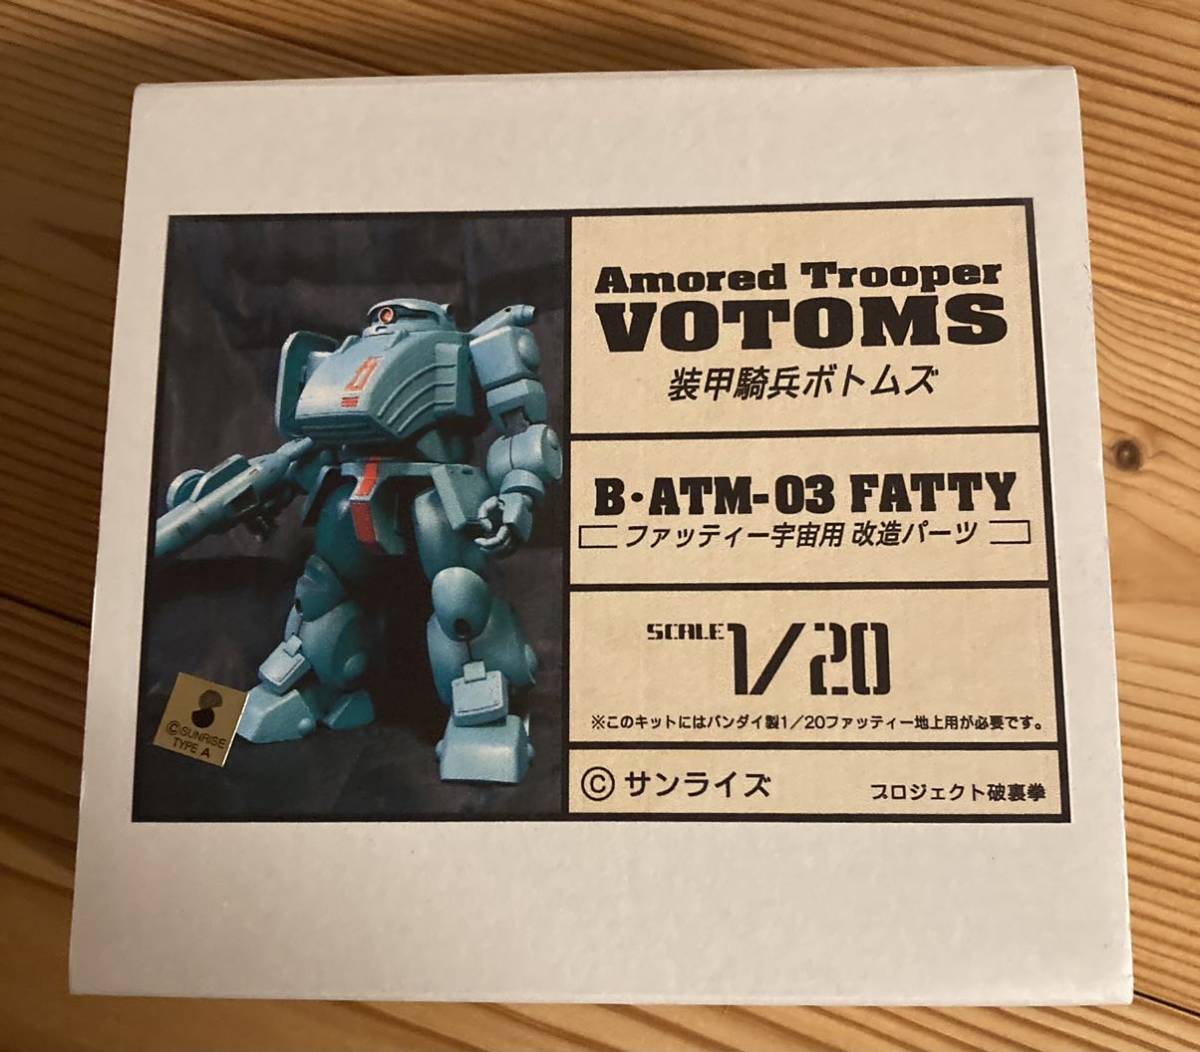 Amored Trooper
VOTOMS
装甲騎兵ボトムズ
B・ATM-03 FATTY
ファッティー宇宙用 改造パーツ
SCALE 1/20
※このキットにはバンダイ製1／20ファッティー地上用が必要です。
© サンライズ
プロジェクト破裏拳
© SUNRISE
TYPE A